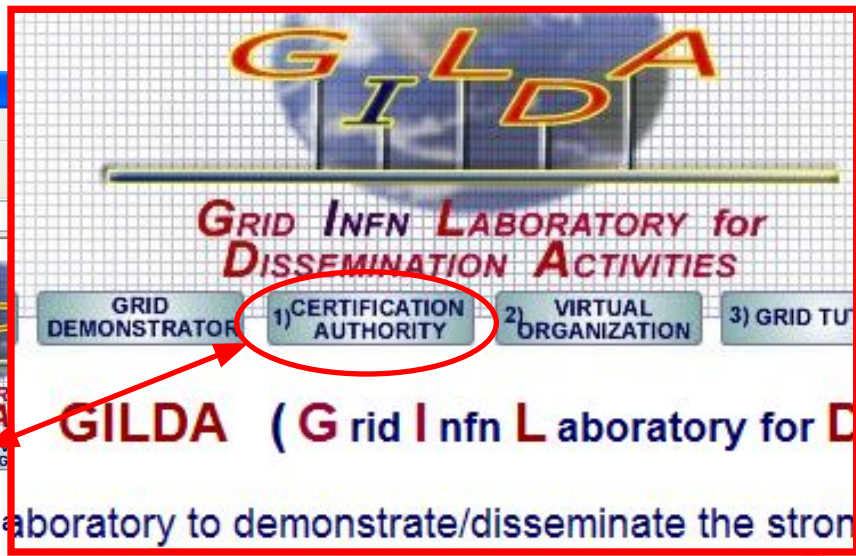 GILDA
GRID INFN LABORATORY for
DISSEMINATION ACTIVITIES
GRID
DEMONSTRATOR
1) CERTIFICATION
AUTHORITY
2) VIRTUAL
ORGANIZATION
3) GRID TUT
GILDA ( G rid I nfn L aboratory for D
aboratory to demonstrate/disseminate the stron